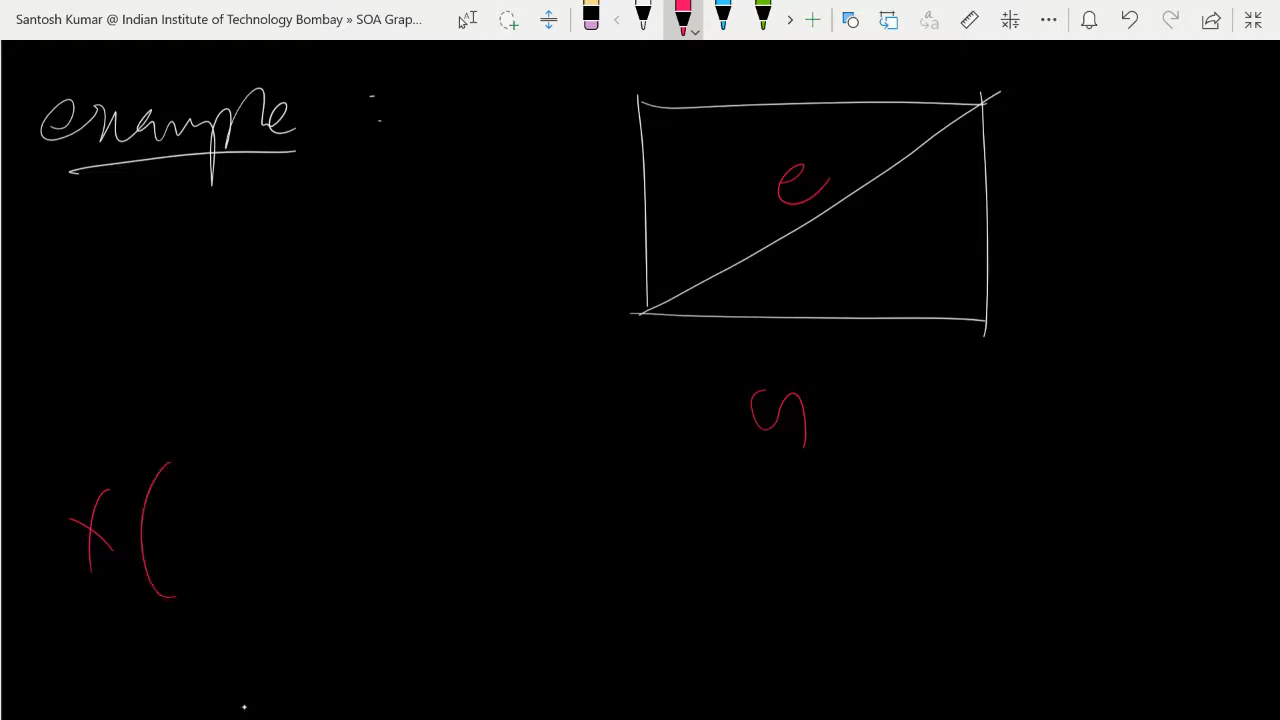 Santosh Kumar @ Indian Institute of Technology Bombay » SOA Grap...
example :
e
G
x(